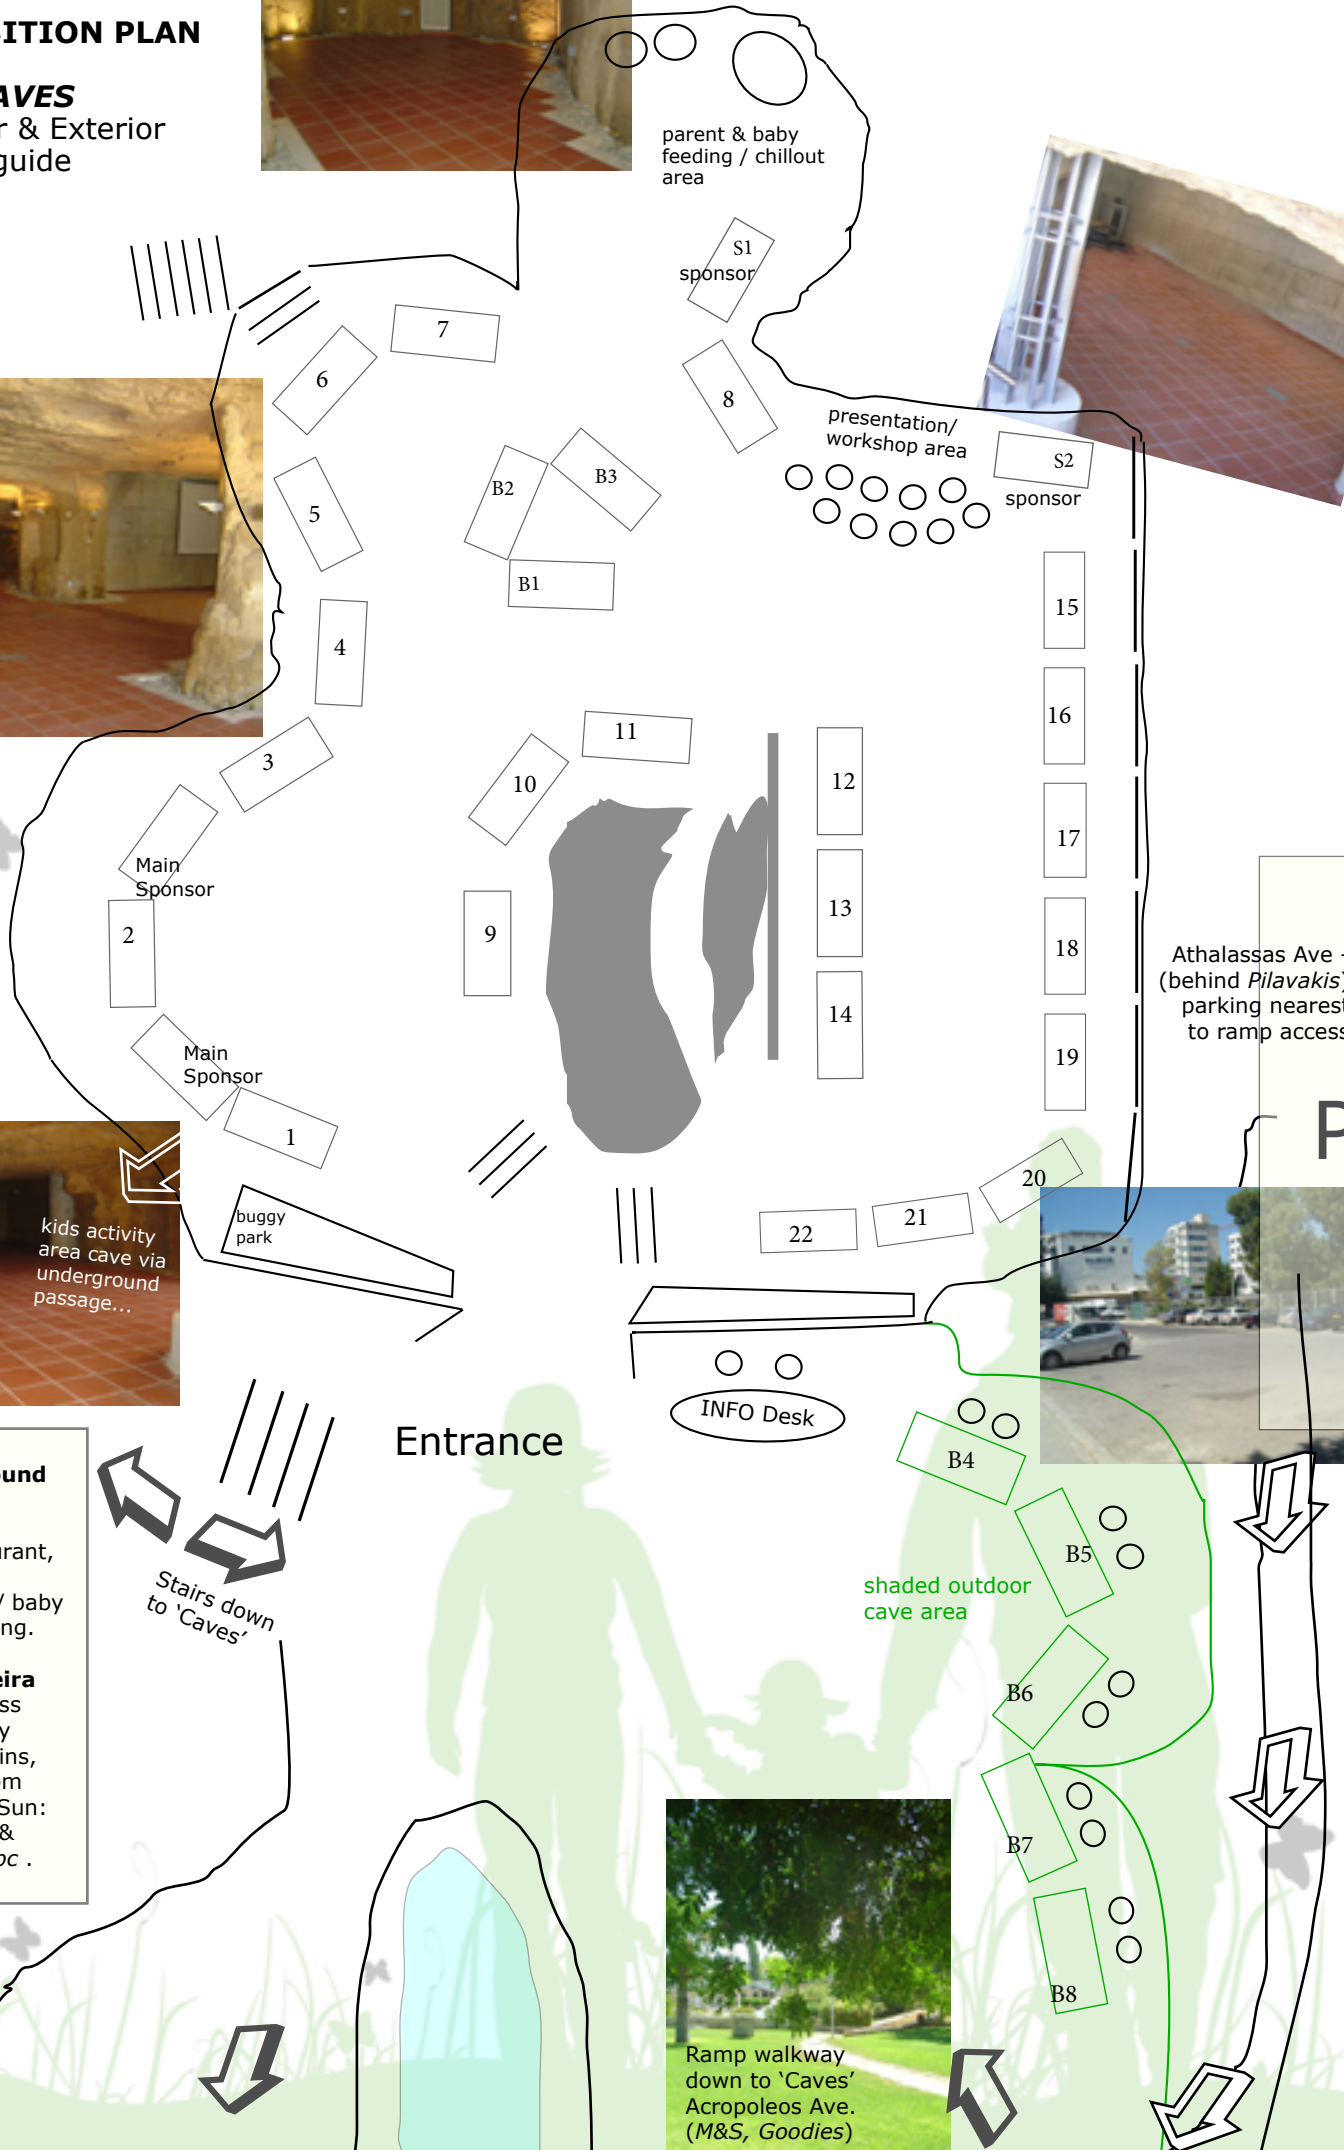 ITION PLAN
AVES
r & Exterior
guide
parent & baby
feeding / chillout
area
S1
sponsor
7
6
8
presentation/
workshop area
S2
sponsor
B2
B3
5
B1
15
4
16
11
3
10
12
17
Main
Sponsor
2
9
13
18
Athalassas Ave -
(behind Pilavakis)
parking nearest
to ramp access
14
Main
Sponsor
19
P
1
20
buggy
park
22
21
kids activity
area cave via
underground
passage...
INFO Desk
Entrance
B4
ound
urant,
/ baby
ng.
eira
ss
y
ins,
om
Sun:
&
oc .
B5
Stairs down
to ‘Caves’
shaded outdoor
cave area
B6
B7
B8
Ramp walkway
down to ‘Caves’
Acropoleos Ave.
(M&S, Goodies)